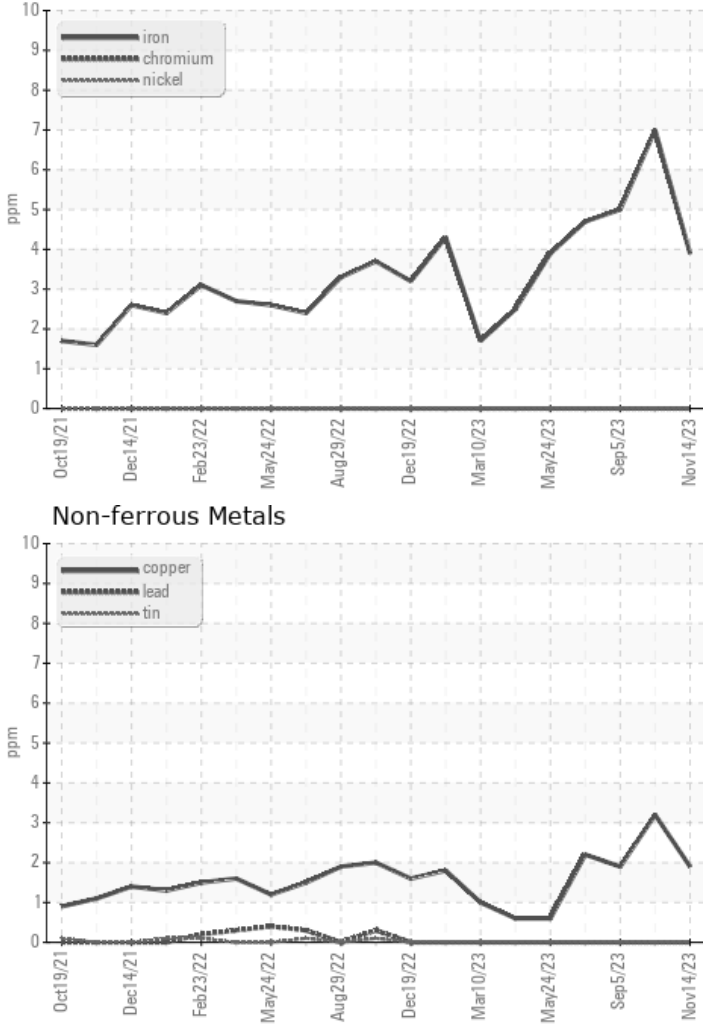 10
9
8
7
6
5
4
3
2
1
0
ppm
iron
chromium
nickel
Oct19/21
Dec14/21
Feb23/22
May24/22
Aug29/22
Dec19/22
Mar10/23
May24/23
Sep5/23
Nov14/23
Non-ferrous Metals
10
9
8
7
6
5
4
3
2
1
0
ppm
copper
lead
tin
Oct19/21
Dec14/21
Feb23/22
May24/22
Aug29/22
Dec19/22
Mar10/23
May24/23
Sep5/23
Nov14/23